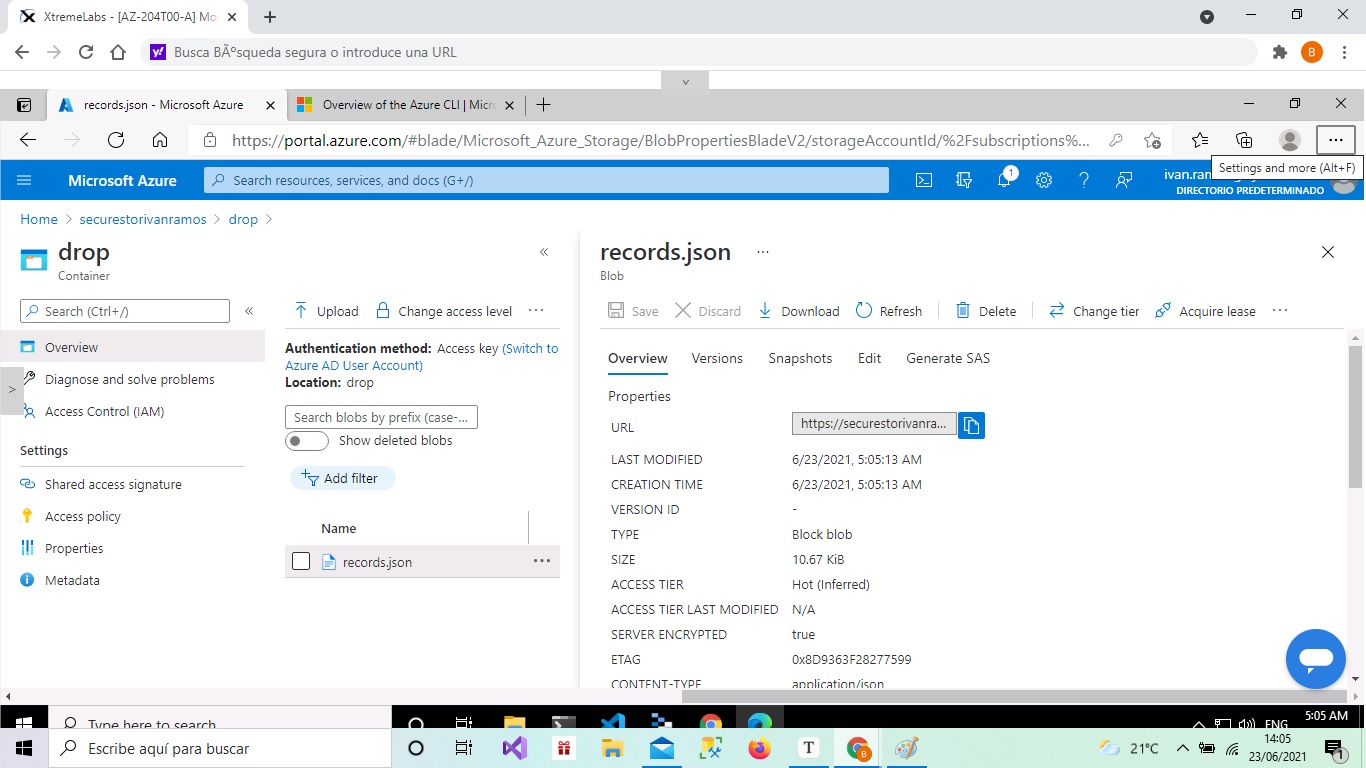 XtremeLabs - [AZ-204T00-A] Mo
Busca BÃºsqueda segura o introduce una URL
B
records.json - Microsoft Azure
Overview of the Azure CLI | Micr
https://portal.azure.com/#blade/Microsoft_Azure_Storage/BlobPropertiesBladeV2/storageAccountId/%2Fsubscriptions%...
Settings and more (Alt+F)
Microsoft Azure
Search resources, services, and docs (G+/)
1
ivan.ran
DIRECTORIO PREDETERMINADO
Home > securestorivanramos > drop >
drop
Container
Search (Ctrl+/)
Overview
Diagnose and solve problems
Access Control (IAM)
Settings
Shared access signature
Access policy
Properties
Metadata
Upload
Change access level
Authentication method: Access key (Switch to
Azure AD User Account)
Location: drop
Search blobs by prefix (case-...
Show deleted blobs
Add filter
Name
records.json
records.json
Blob
Save
Discard
Download
Refresh
Delete
Change tier
Acquire lease
Overview
Versions
Snapshots
Edit
Generate SAS
Properties
URL https://securestorivanra...
LAST MODIFIED 6/23/2021, 5:05:13 AM
CREATION TIME 6/23/2021, 5:05:13 AM
VERSION ID -
TYPE Block blob
SIZE 10.67 KiB
ACCESS TIER Hot (Inferred)
ACCESS TIER LAST MODIFIED N/A
SERVER ENCRYPTED true
ETAG 0x8D9363F28277599
CONTENT-TYPE application/json
Type here to search
ENG
5:05 AM
Escribe aquí para buscar
T
B
21°C
14:05
23/06/2021
1